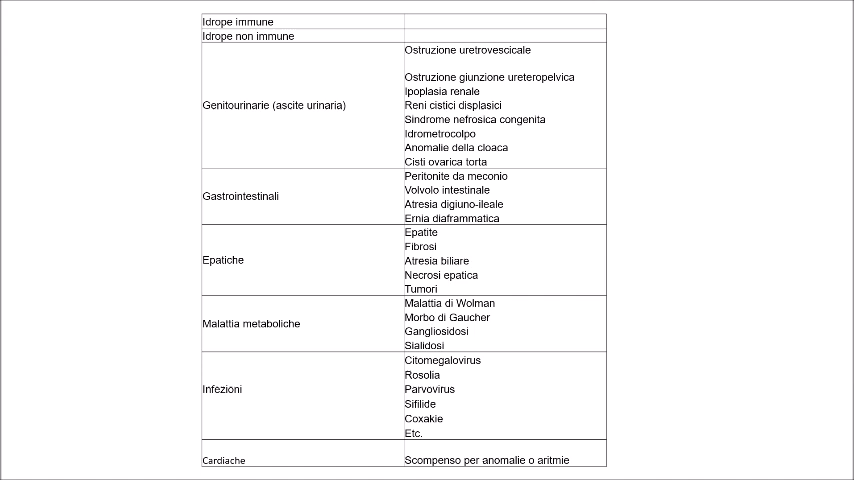 Idrope immune
Idrope non immune
Genitourinarie (ascite urinaria)
Ostruzione uretrovescicale
Ostruzione giunzione ureteropelvica
Ipoplasia renale
Reni cistici displasici
Sindrome nefrosica congenita
Idrometrocolpo
Anomalie della cloaca
Cisti ovarica torta
Gastrointestinali
Peritonite da meconio
Volvolo intestinale
Atresia digiuno-ileale
Ernia diaframmatica
Epatiche
Epatite
Fibrosi
Atresia biliare
Necrosi epatica
Tumori
Malattia metaboliche
Malattia di Wolman
Morbo di Gaucher
Gangliosidosi
Sialidosi
Infezioni
Citomegalovirus
Rosolia
Parvovirus
Sifilide
Coxakie
Etc.
Cardiache
Scompenso per anomalie o aritmie